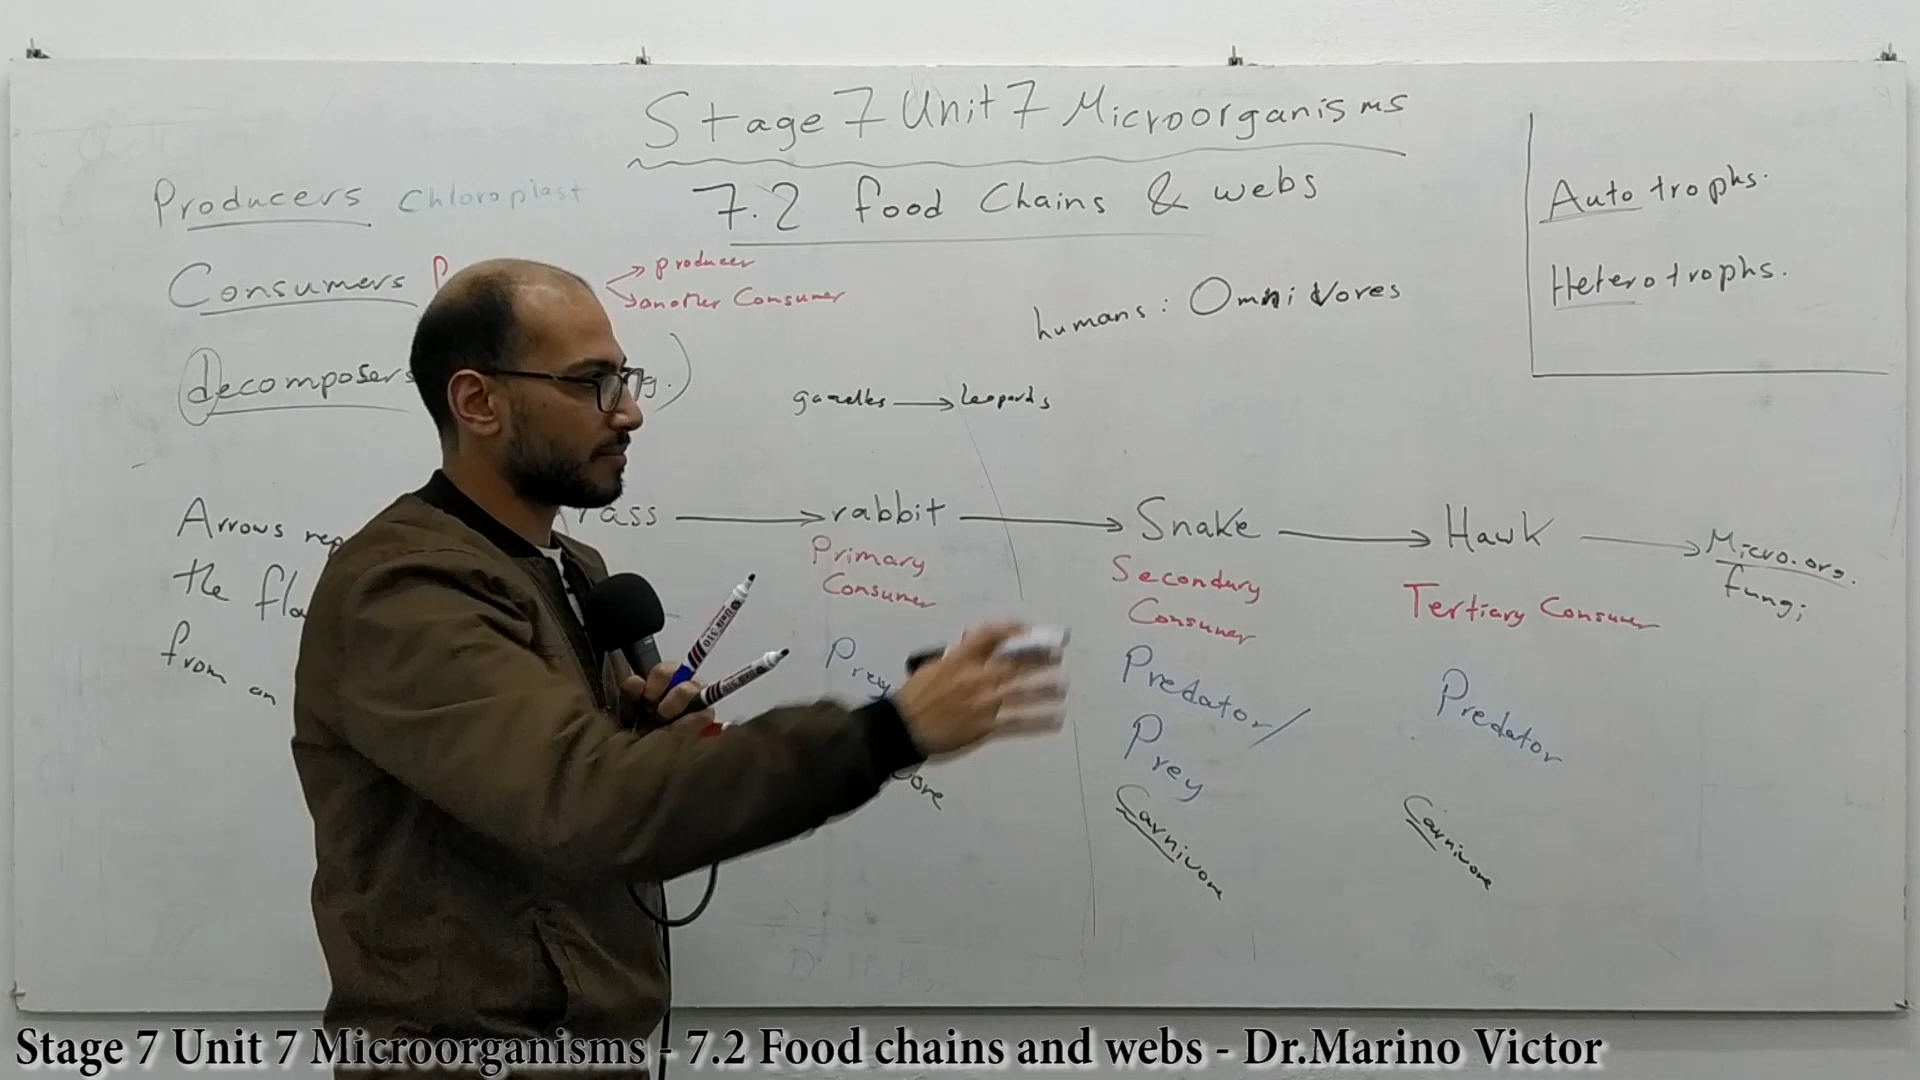 Stage 7 Unit 7 Microorganisms
7.2 food Chains & webs
Producers Chloroplast
Consumers
producer
another Consumer
decomposers
humans: Omnivores
Autotrophs.
Heterotrophs.
gazelles → leopards
Arrows rep
the flo
from an
rass → rabbit → Snake → Hawk → Micro.org.
fungi
Primary
Consumer
Secondary
Consumer
Tertiary Consumer
Prey
Predator/
Prey
Predator
Carnivore
Carnivore
Stage 7 Unit 7 Microorganisms - 7.2 Food chains and webs - Dr.Marino Victor